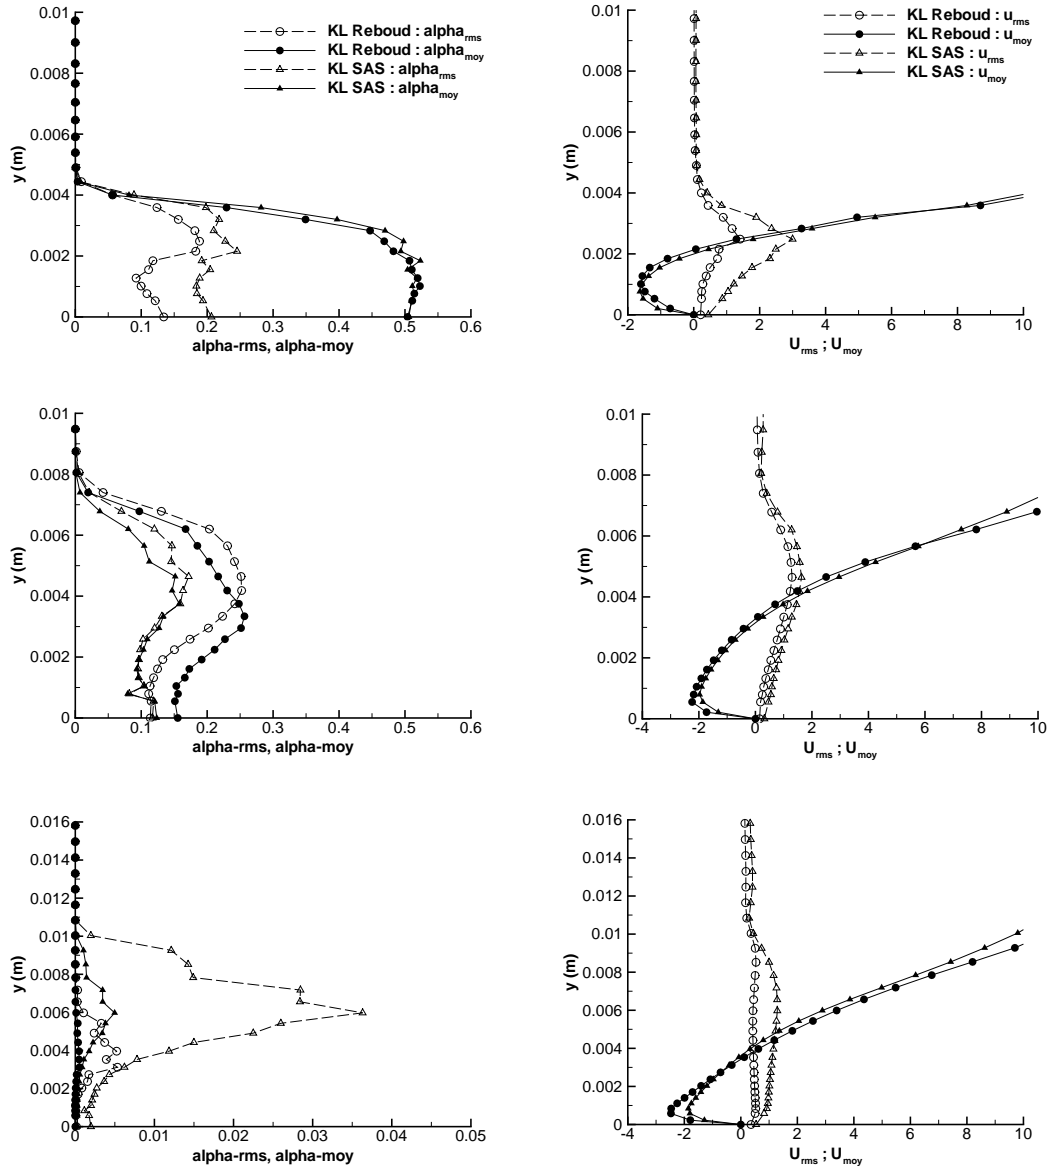 0.01
0.008
0.006
0.004
0.002
0
y (m)
0 0.1 0.2 0.3 0.4 0.5 0.6
alpha-rms, alpha-moy
KL Reboud : alpha_rms
KL Reboud : alpha_moy
KL SAS : alpha_rms
KL SAS : alpha_moy
0.01
0.008
0.006
0.004
0.002
0
y (m)
-2 0 2 4 6 8 10
U_rms ; U_moy
KL Reboud : u_rms
KL Reboud : u_moy
KL SAS : u_rms
KL SAS : u_moy
0.01
0.008
0.006
0.004
0.002
0
y (m)
0 0.1 0.2 0.3 0.4 0.5 0.6
alpha-rms, alpha-moy
0.01
0.008
0.006
0.004
0.002
0
y (m)
-4 -2 0 2 4 6 8 10
U_rms ; U_moy
0.016
0.014
0.012
0.01
0.008
0.006
0.004
0.002
0
y (m)
0 0.01 0.02 0.03 0.04 0.05
alpha-rms, alpha-moy
0.016
0.014
0.012
0.01
0.008
0.006
0.004
0.002
0
y (m)
-4 -2 0 2 4 6 8 10
U_rms ; U_moy